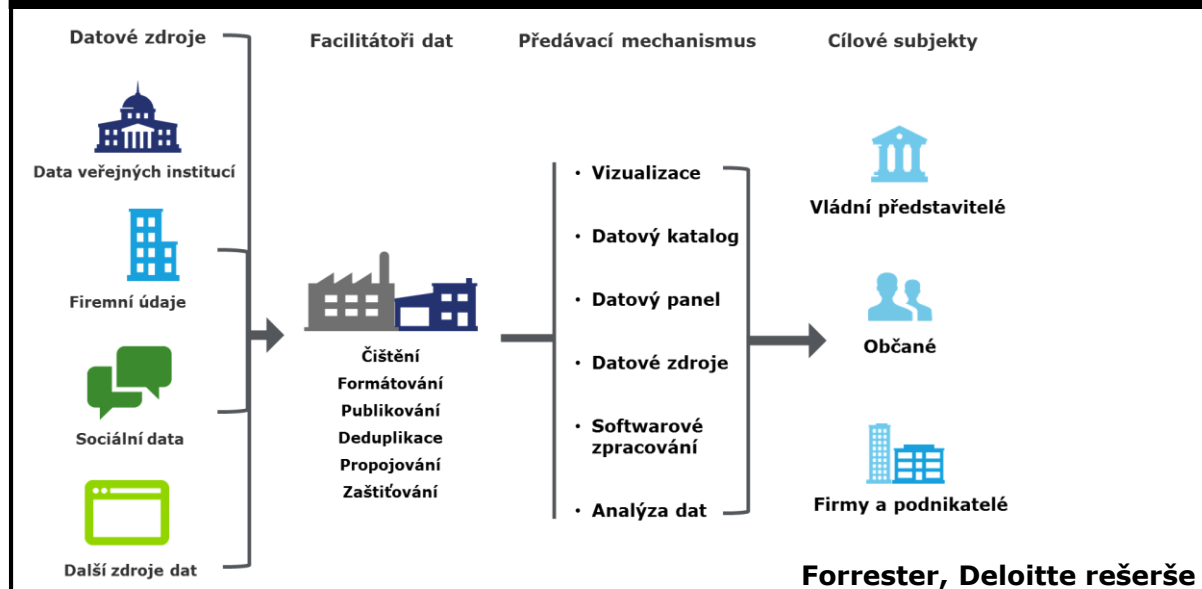 Datové zdroje
Data veřejných institucí
Firemní údaje
Sociální data
Další zdroje dat
Facilitátoři dat
Čištění
Formátování
Publikování
Deduplikace
Propojování
Zaštiťování
Předávací mechanismus
• Vizualizace
• Datový katalog
• Datový panel
• Datové zdroje
• Softwarové
zpracování
• Analýza dat
Cílové subjekty
Vládní představitelé
Občané
Firmy a podnikatelé
Forrester, Deloitte rešerše